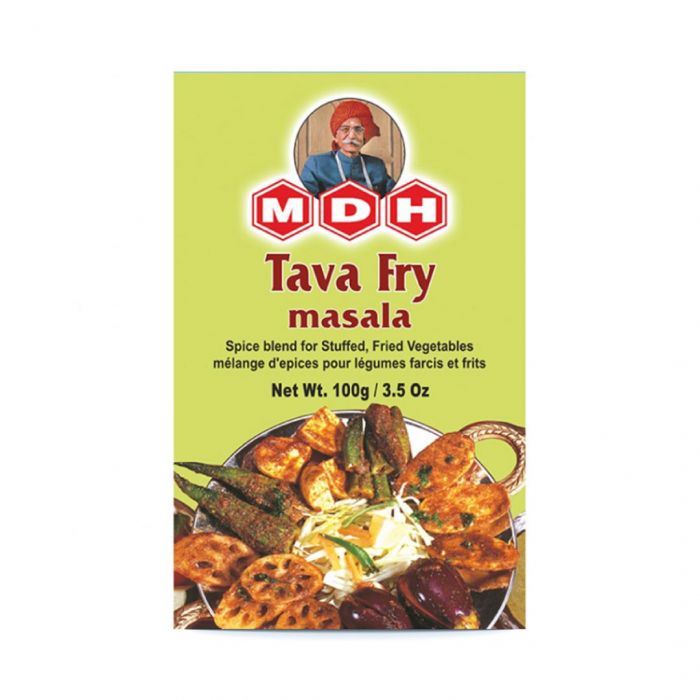 MDH
Tava Fry
masala
Spice blend for Stuffed, Fried Vegetables
mélange d'epices pour légumes farcis et frits
Net Wt. 100g / 3.5 Oz